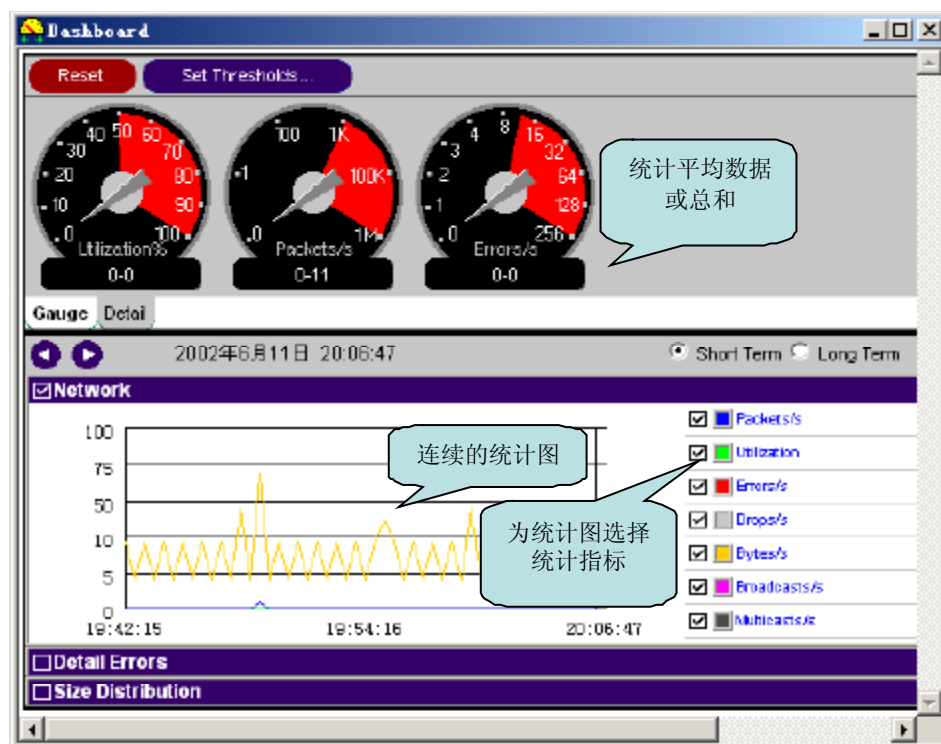 Dashboard
Reset
Set Thresholds...
0 10 20 30 40 50 60 70 80 90 100
Utilization%
0-0
0 1 100 1K 100K 1M
Packets/s
0-11
0 1 2 3 4 8 16 32 64 128 256
Errors/s
0-0
统计平均数据
或总和
Gauge
Detail
2002年6月11日 20:06:47
Short Term
Long Term
Network
100
75
50
10
5
0
19:42:15
19:54:16
20:06:47
连续的统计图
为统计图选择
统计指标
Packets/s
Utilization
Errors/s
Drops/s
Bytes/s
Broadcasts/s
Multicasts/s
Detail Errors
Size Distribution